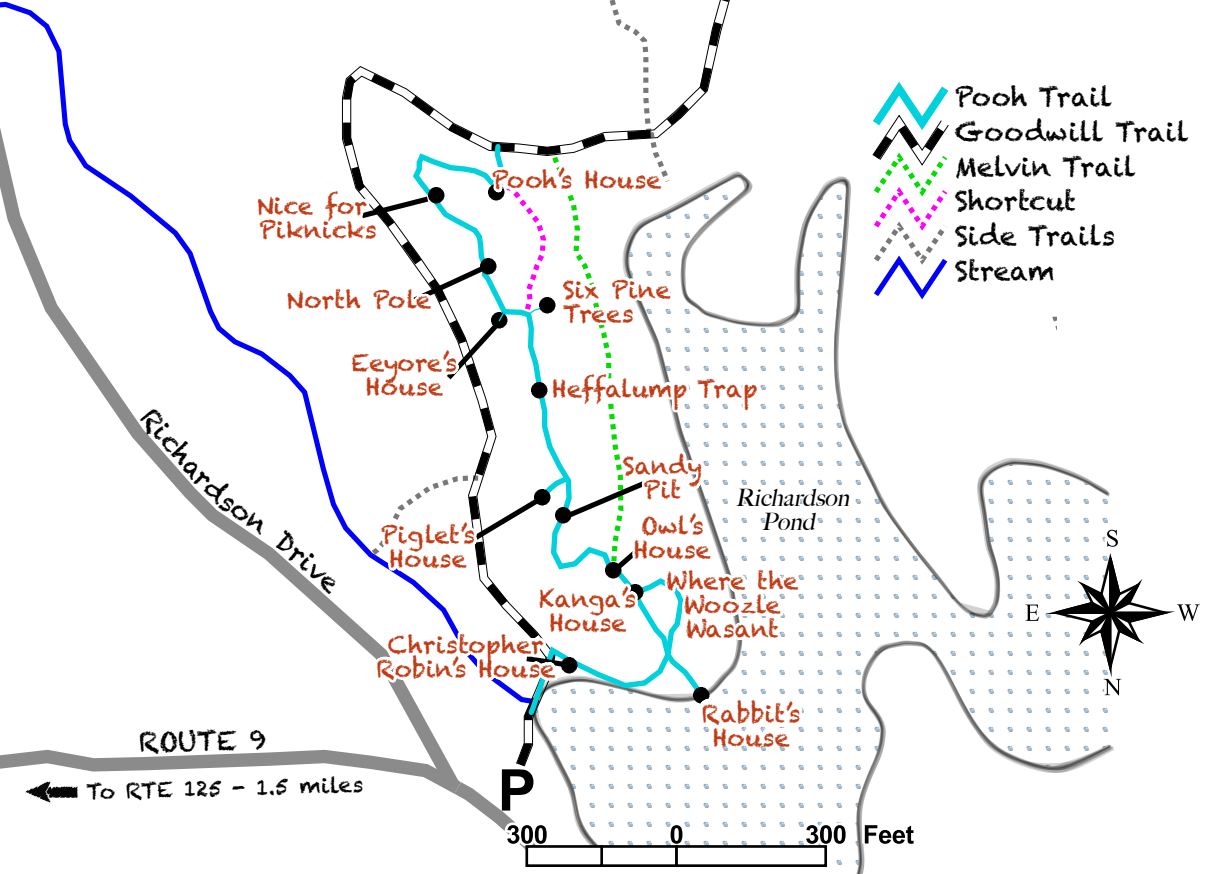 Pooh Trail
Goodwill Trail
Melvin Trail
Shortcut
Side Trails
Stream
Pooh's House
Nice for
Piknicks
North Pole
Six Pine
Trees
Eeyore's
House
Heffalump Trap
Richardson Drive
Sandy
Pit
Richardson
Pond
Piglet's
House
Owl's
House
Where the
Woozle
Wasant
Kanga's
House
Christopher
Robin's House
Rabbit's
House
S
E
W
N
ROUTE 9
To RTE 125 - 1.5 miles
P
300 0 300 Feet